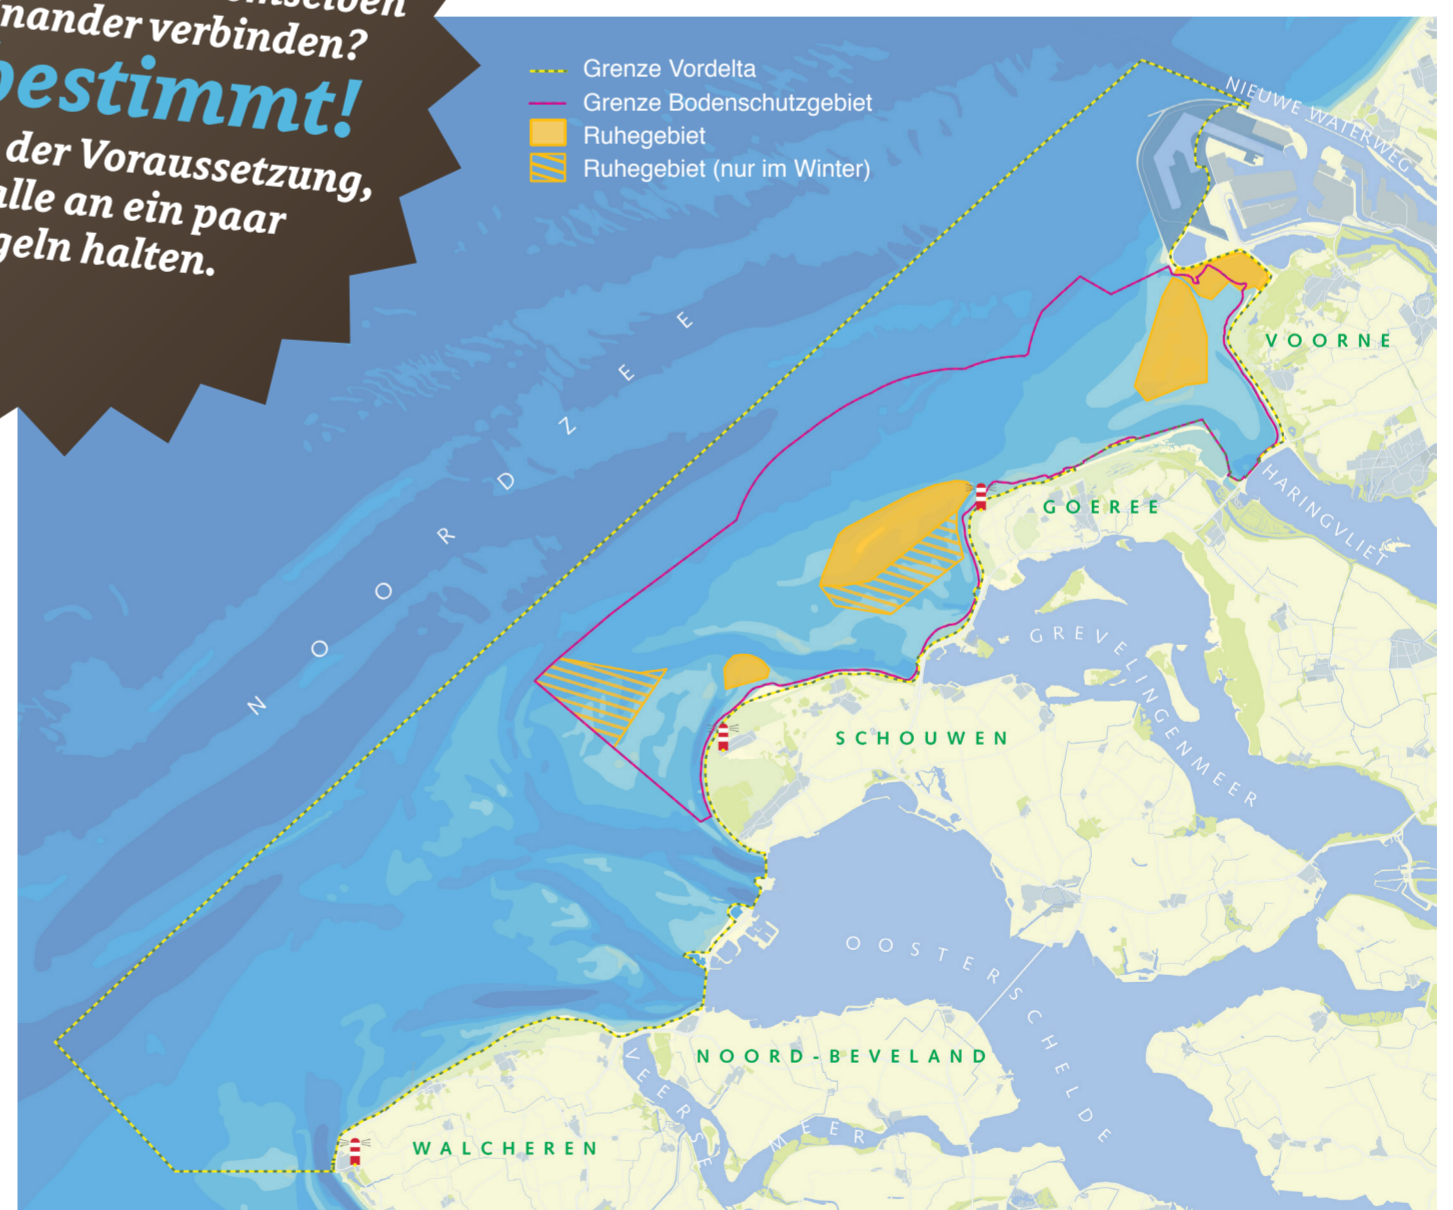 nander verbinden?
bestimmt!
der Voraussetzung,
alle an ein paar
geln halten.
Grenze Vordelta
Grenze Bodenschutzgebiet
Ruhegebiet
Ruhegebiet (nur im Winter)
NIEUWE WATERWEG
NOORDZEE
VOORNE
GOEREE
HARINGVLIET
GREVELINGENMEER
SCHOUWEN
OOSTERSCHELDE
NOORD-BEVELAND
VEERSE MEER
WALCHEREN